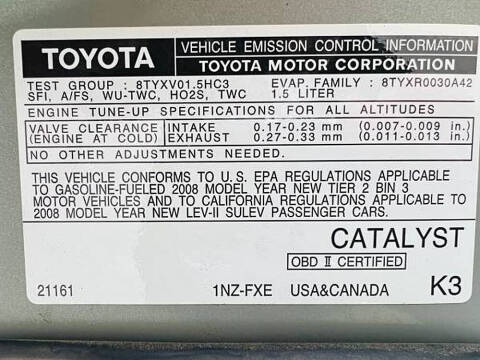 TOYOTA
VEHICLE EMISSION CONTROL INFORMATION
TOYOTA MOTOR CORPORATION
TEST GROUP : 8TYXV01.5HC3 EVAP. FAMILY : 8TYXR0030A42
SFI, A/FS, WU-TWC, HO2S, TWC 1.5 LITER
ENGINE TUNE-UP SPECIFICATIONS FOR ALL ALTITUDES
VALVE CLEARANCE INTAKE 0.17-0.23 mm (0.007-0.009 in.)
(ENGINE AT COLD) EXHAUST 0.27-0.33 mm (0.011-0.013 in.)
NO OTHER ADJUSTMENTS NEEDED.
THIS VEHICLE CONFORMS TO U.S. EPA REGULATIONS APPLICABLE
TO GASOLINE-FUELED 2008 MODEL YEAR NEW TIER 2 BIN 3
MOTOR VEHICLES AND TO CALIFORNIA REGULATIONS APPLICABLE TO
2008 MODEL YEAR NEW LEV-II SULEV PASSENGER CARS.
CATALYST
OBD II CERTIFIED
21161 1NZ-FXE USA&CANADA K3